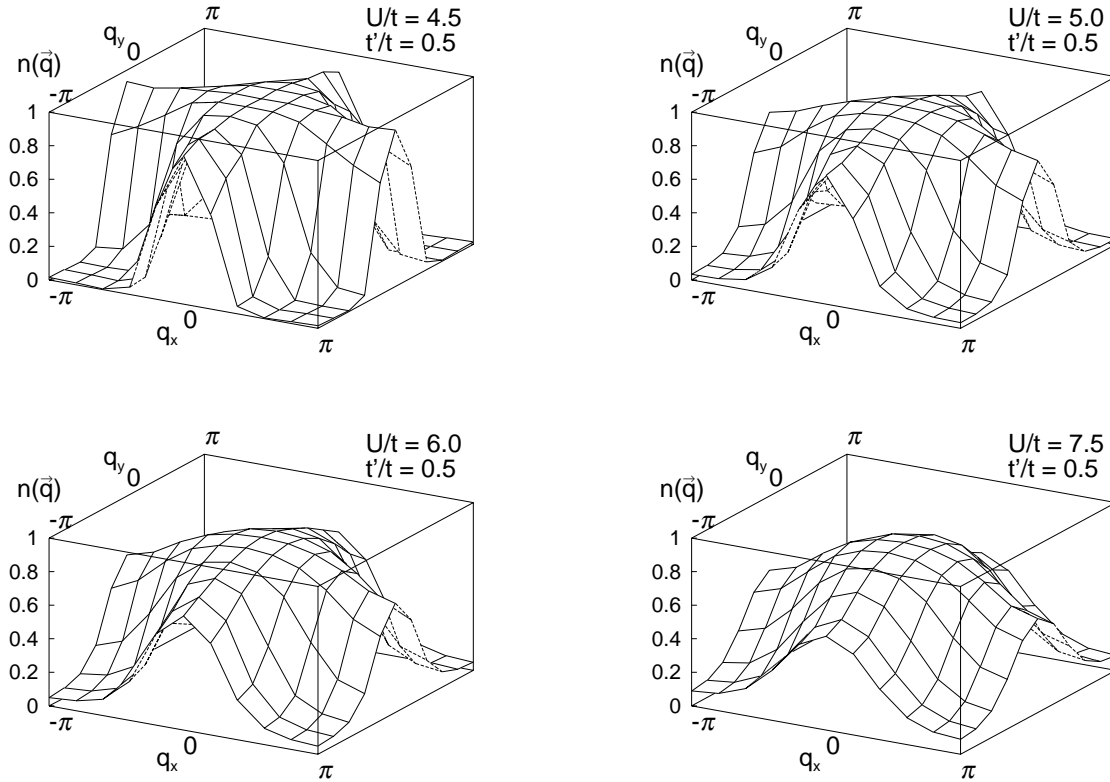 π
U/t = 4.5
t'/t = 0.5
q_y 0
n(q⃗)
-π
1
0.8
0.6
0.4
0.2
0
-π
q_x
0
π
π
U/t = 5.0
t'/t = 0.5
q_y 0
n(q⃗)
-π
1
0.8
0.6
0.4
0.2
0
-π
q_x
0
π
π
U/t = 6.0
t'/t = 0.5
q_y 0
n(q⃗)
-π
1
0.8
0.6
0.4
0.2
0
-π
q_x
0
π
π
U/t = 7.5
t'/t = 0.5
q_y 0
n(q⃗)
-π
1
0.8
0.6
0.4
0.2
0
-π
q_x
0
π